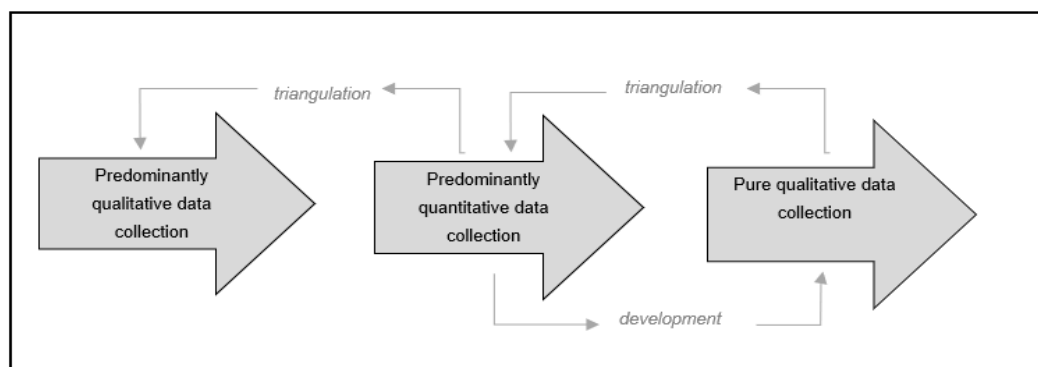 triangulation
triangulation
Predominantly
qualitative data
collection
Predominantly
quantitative data
collection
Pure qualitative data
collection
development